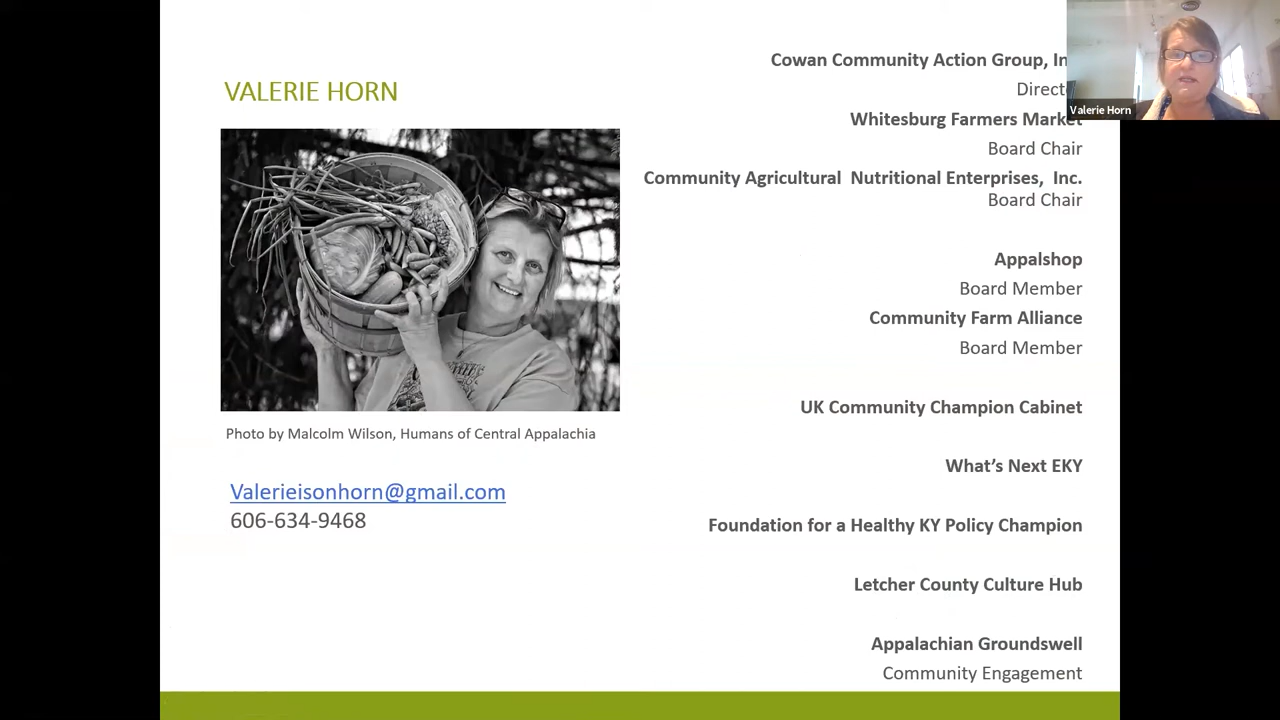 VALERIE HORN
Photo by Malcolm Wilson, Humans of Central Appalachia
Valerieisonhorn@gmail.com
606-634-9468
Cowan Community Action Group, In
Directo
Whitesburg Farmers Market
Board Chair
Community Agricultural Nutritional Enterprises, Inc.
Board Chair
Appalshop
Board Member
Community Farm Alliance
Board Member
UK Community Champion Cabinet
What's Next EKY
Foundation for a Healthy KY Policy Champion
Letcher County Culture Hub
Appalachian Groundswell
Community Engagement
Valerie Horn